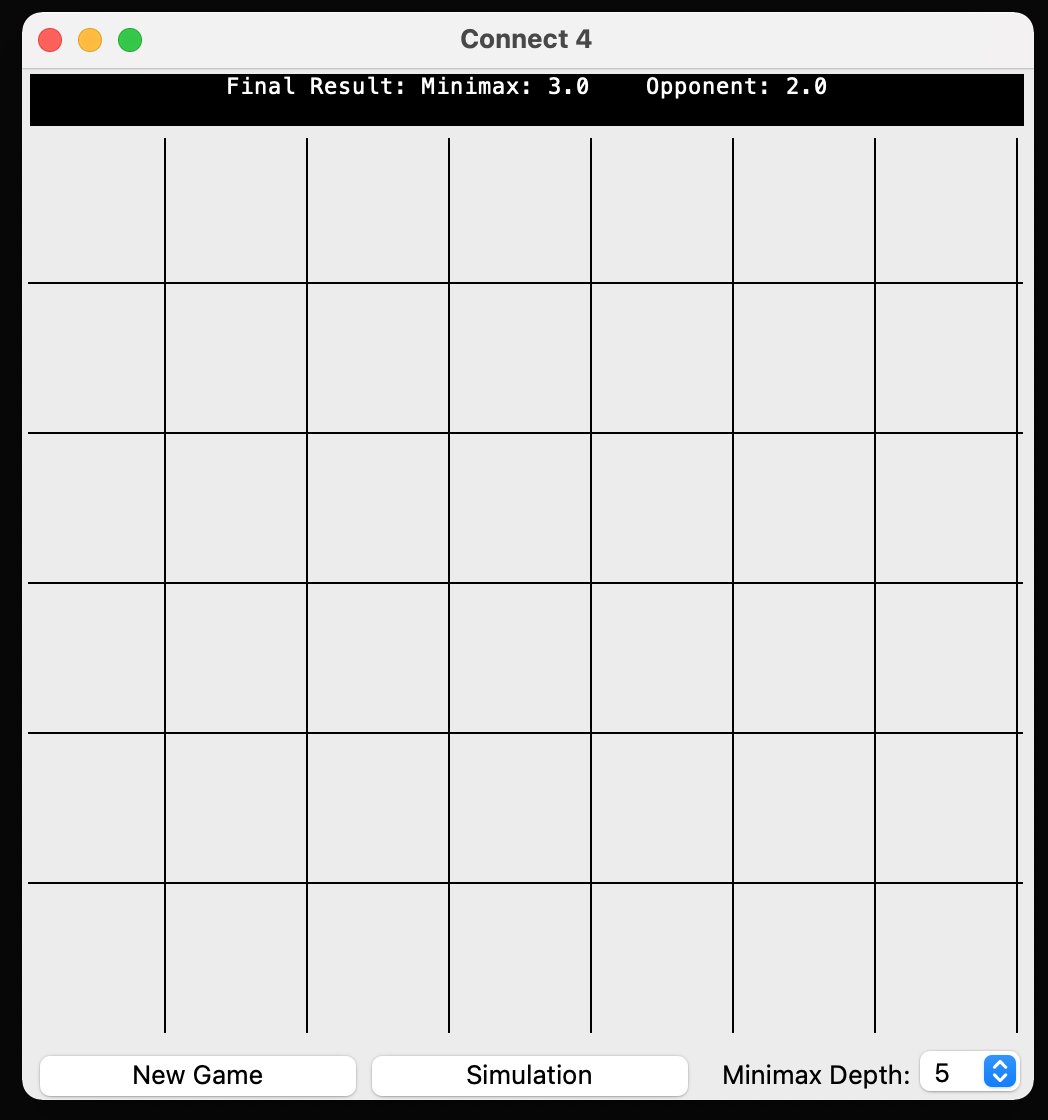 Connect 4
Final Result: Minimax: 3.0    Opponent: 2.0
New Game Simulation Minimax Depth: 5